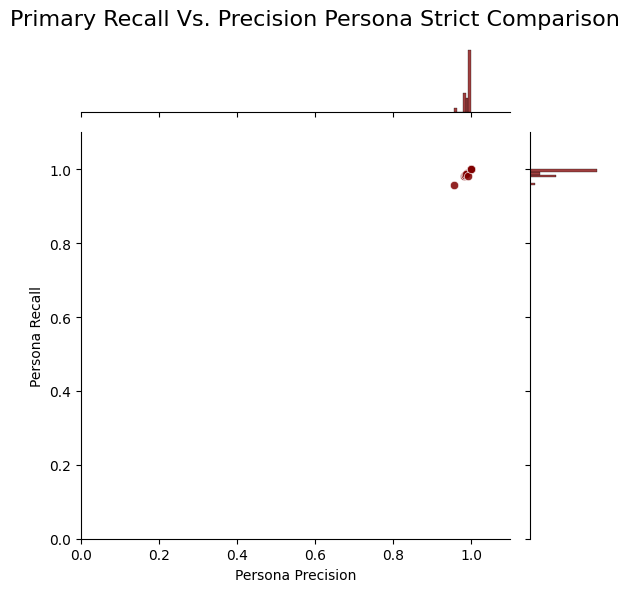 Primary Recall Vs. Precision Persona Strict Comparison
1.0
0.8
0.6
0.4
0.2
0.0
Persona Recall
0.0 0.2 0.4 0.6 0.8 1.0
Persona Precision